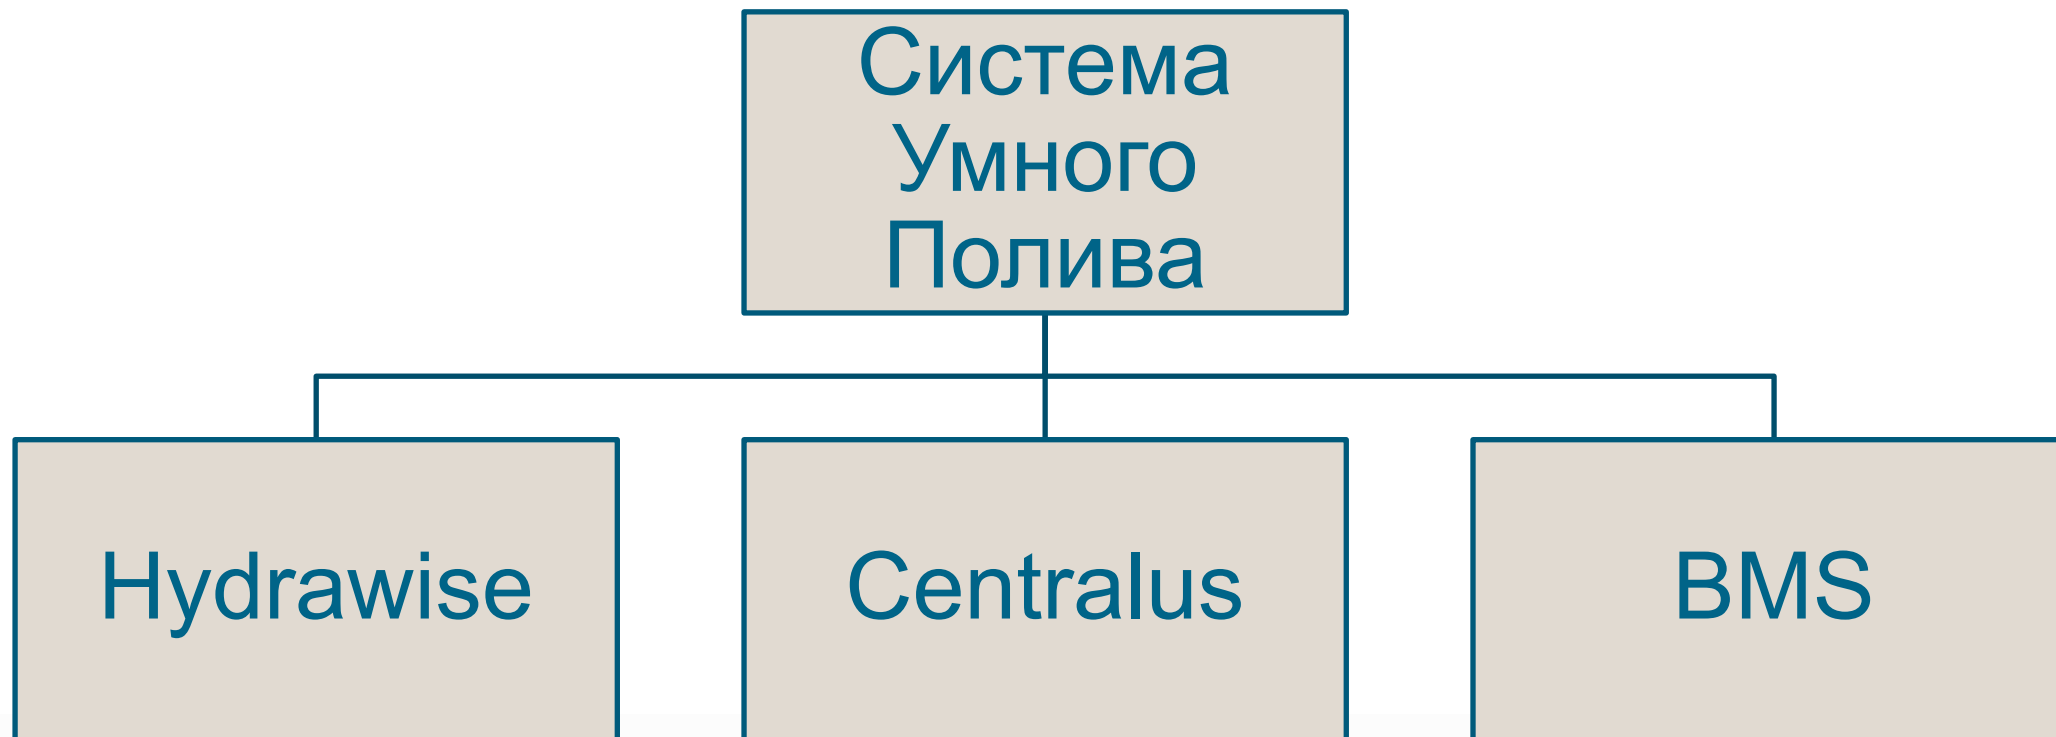 Система
Умного
Полива
Hydrawise
Centralus
BMS